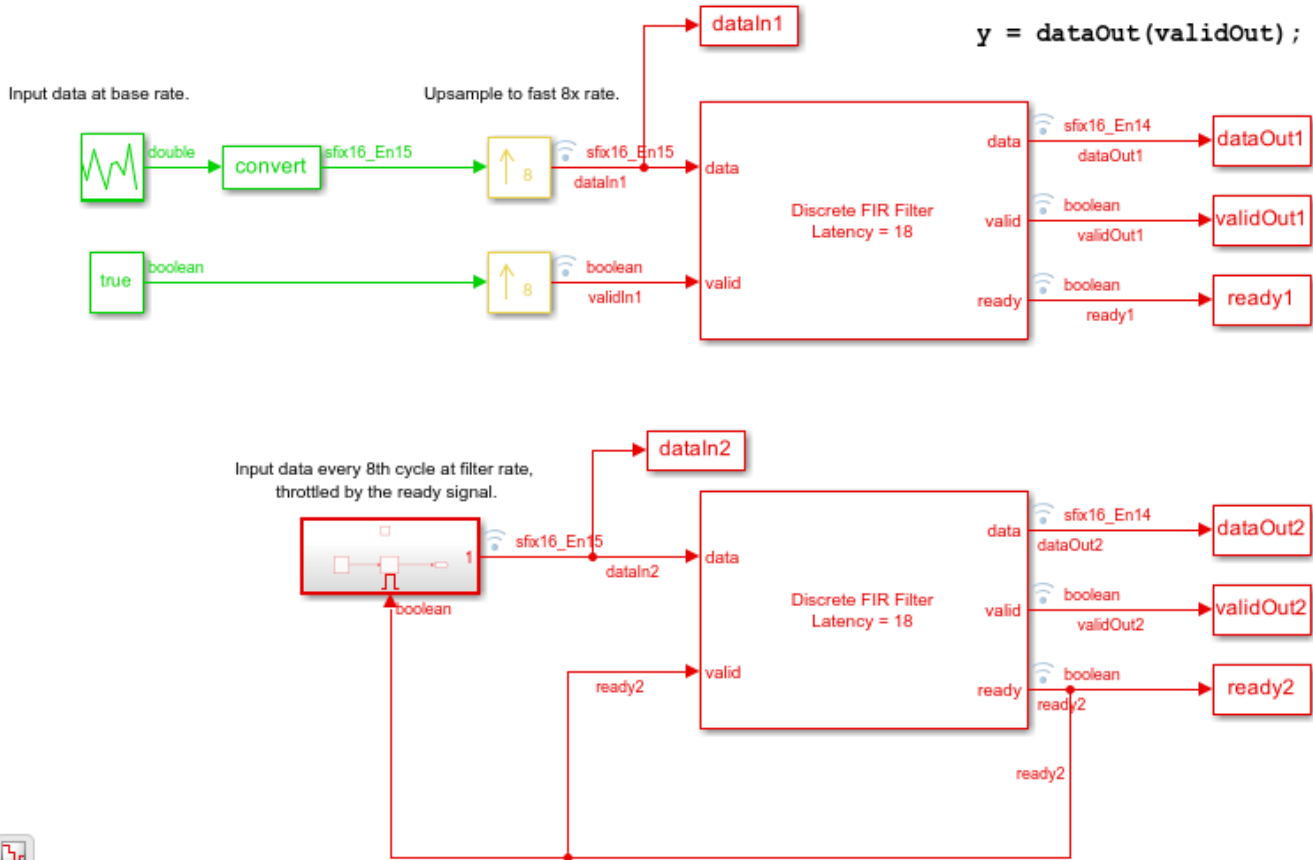 dataIn1
y = dataOut(validOut);
Input data at base rate.
Upsample to fast 8x rate.
double
convert
sfix16_En15
8
sfix16_En15
dataIn1
data
Discrete FIR Filter
Latency = 18
data
sfix16_En14
dataOut1
dataOut1
valid
boolean
validOut1
validOut1
true
boolean
8
boolean
validIn1
valid
ready
boolean
ready1
ready1
dataIn2
Input data every 8th cycle at filter rate,
throttled by the ready signal.
1
sfix16_En15
dataIn2
data
Discrete FIR Filter
Latency = 18
data
sfix16_En14
dataOut2
dataOut2
boolean
valid
boolean
validOut2
validOut2
ready2
valid
ready
boolean
ready2
ready2
ready2